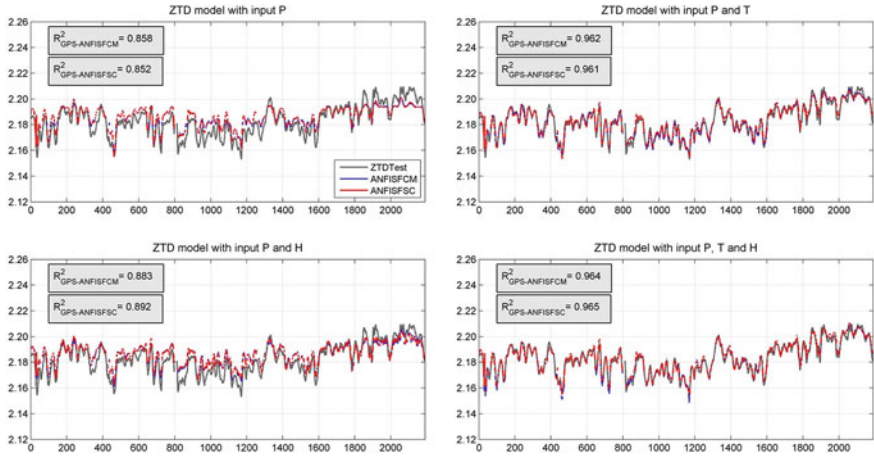 ZTD model with input P
2.26
2.24
2.22
2.20
2.18
2.16
2.14
2.12
R²GPS-ANFISFCM= 0.858
R²GPS-ANFISFSC= 0.852
ZTDTest
ANFISFCM
ANFISFSC
0 200 400 600 800 1000 1200 1400 1600 1800 2000
ZTD model with input P and T
2.26
2.24
2.22
2.20
2.18
2.16
2.14
2.12
R²GPS-ANFISFCM= 0.962
R²GPS-ANFISFSC= 0.961
0 200 400 600 800 1000 1200 1400 1600 1800 2000
ZTD model with input P and H
2.26
2.24
2.22
2.20
2.18
2.16
2.14
2.12
R²GPS-ANFISFCM= 0.883
R²GPS-ANFISFSC= 0.892
0 200 400 600 800 1000 1200 1400 1600 1800 2000
ZTD model with input P, T and H
2.26
2.24
2.22
2.20
2.18
2.16
2.14
2.12
R²GPS-ANFISFCM= 0.964
R²GPS-ANFISFSC= 0.965
0 200 400 600 800 1000 1200 1400 1600 1800 2000